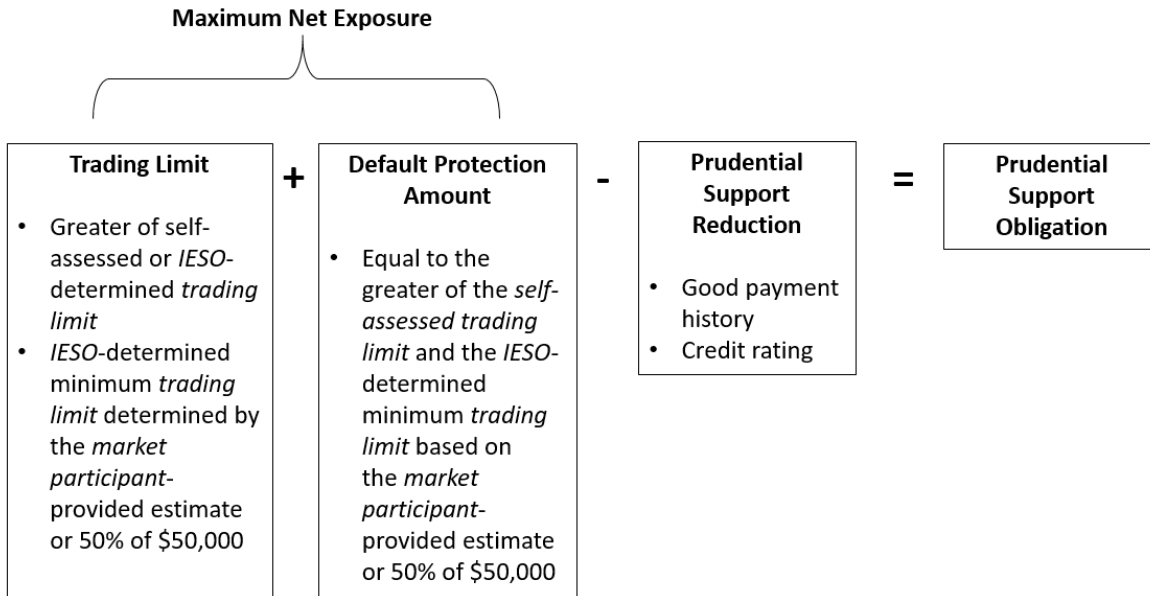 Maximum Net Exposure
Trading Limit
• Greater of self-
assessed or IESO-
determined trading
limit
• IESO-determined
minimum trading
limit determined by
the market
participant-
provided estimate
or 50% of $50,000
+
Default Protection
Amount
• Equal to the
greater of the self-
assessed trading
limit and the IESO-
determined
minimum trading
limit based on
the market
participant-
provided estimate
or 50% of $50,000
-
Prudential
Support
Reduction
• Good payment
history
• Credit rating
=
Prudential
Support
Obligation